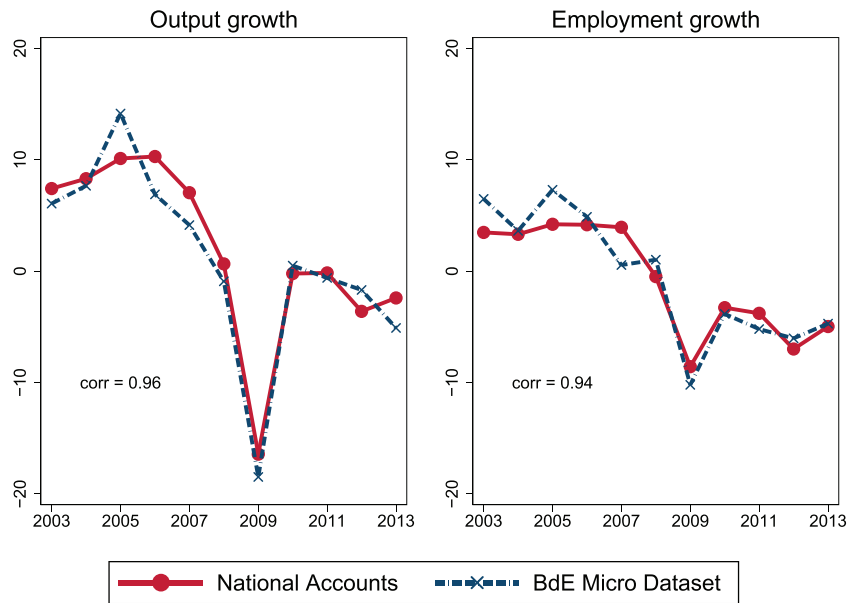 Output growth
Employment growth
20
10
0
−10
−20
corr = 0.96
2003 2005 2007 2009 2011 2013
20
10
0
−10
−20
corr = 0.94
2003 2005 2007 2009 2011 2013
National Accounts
BdE Micro Dataset